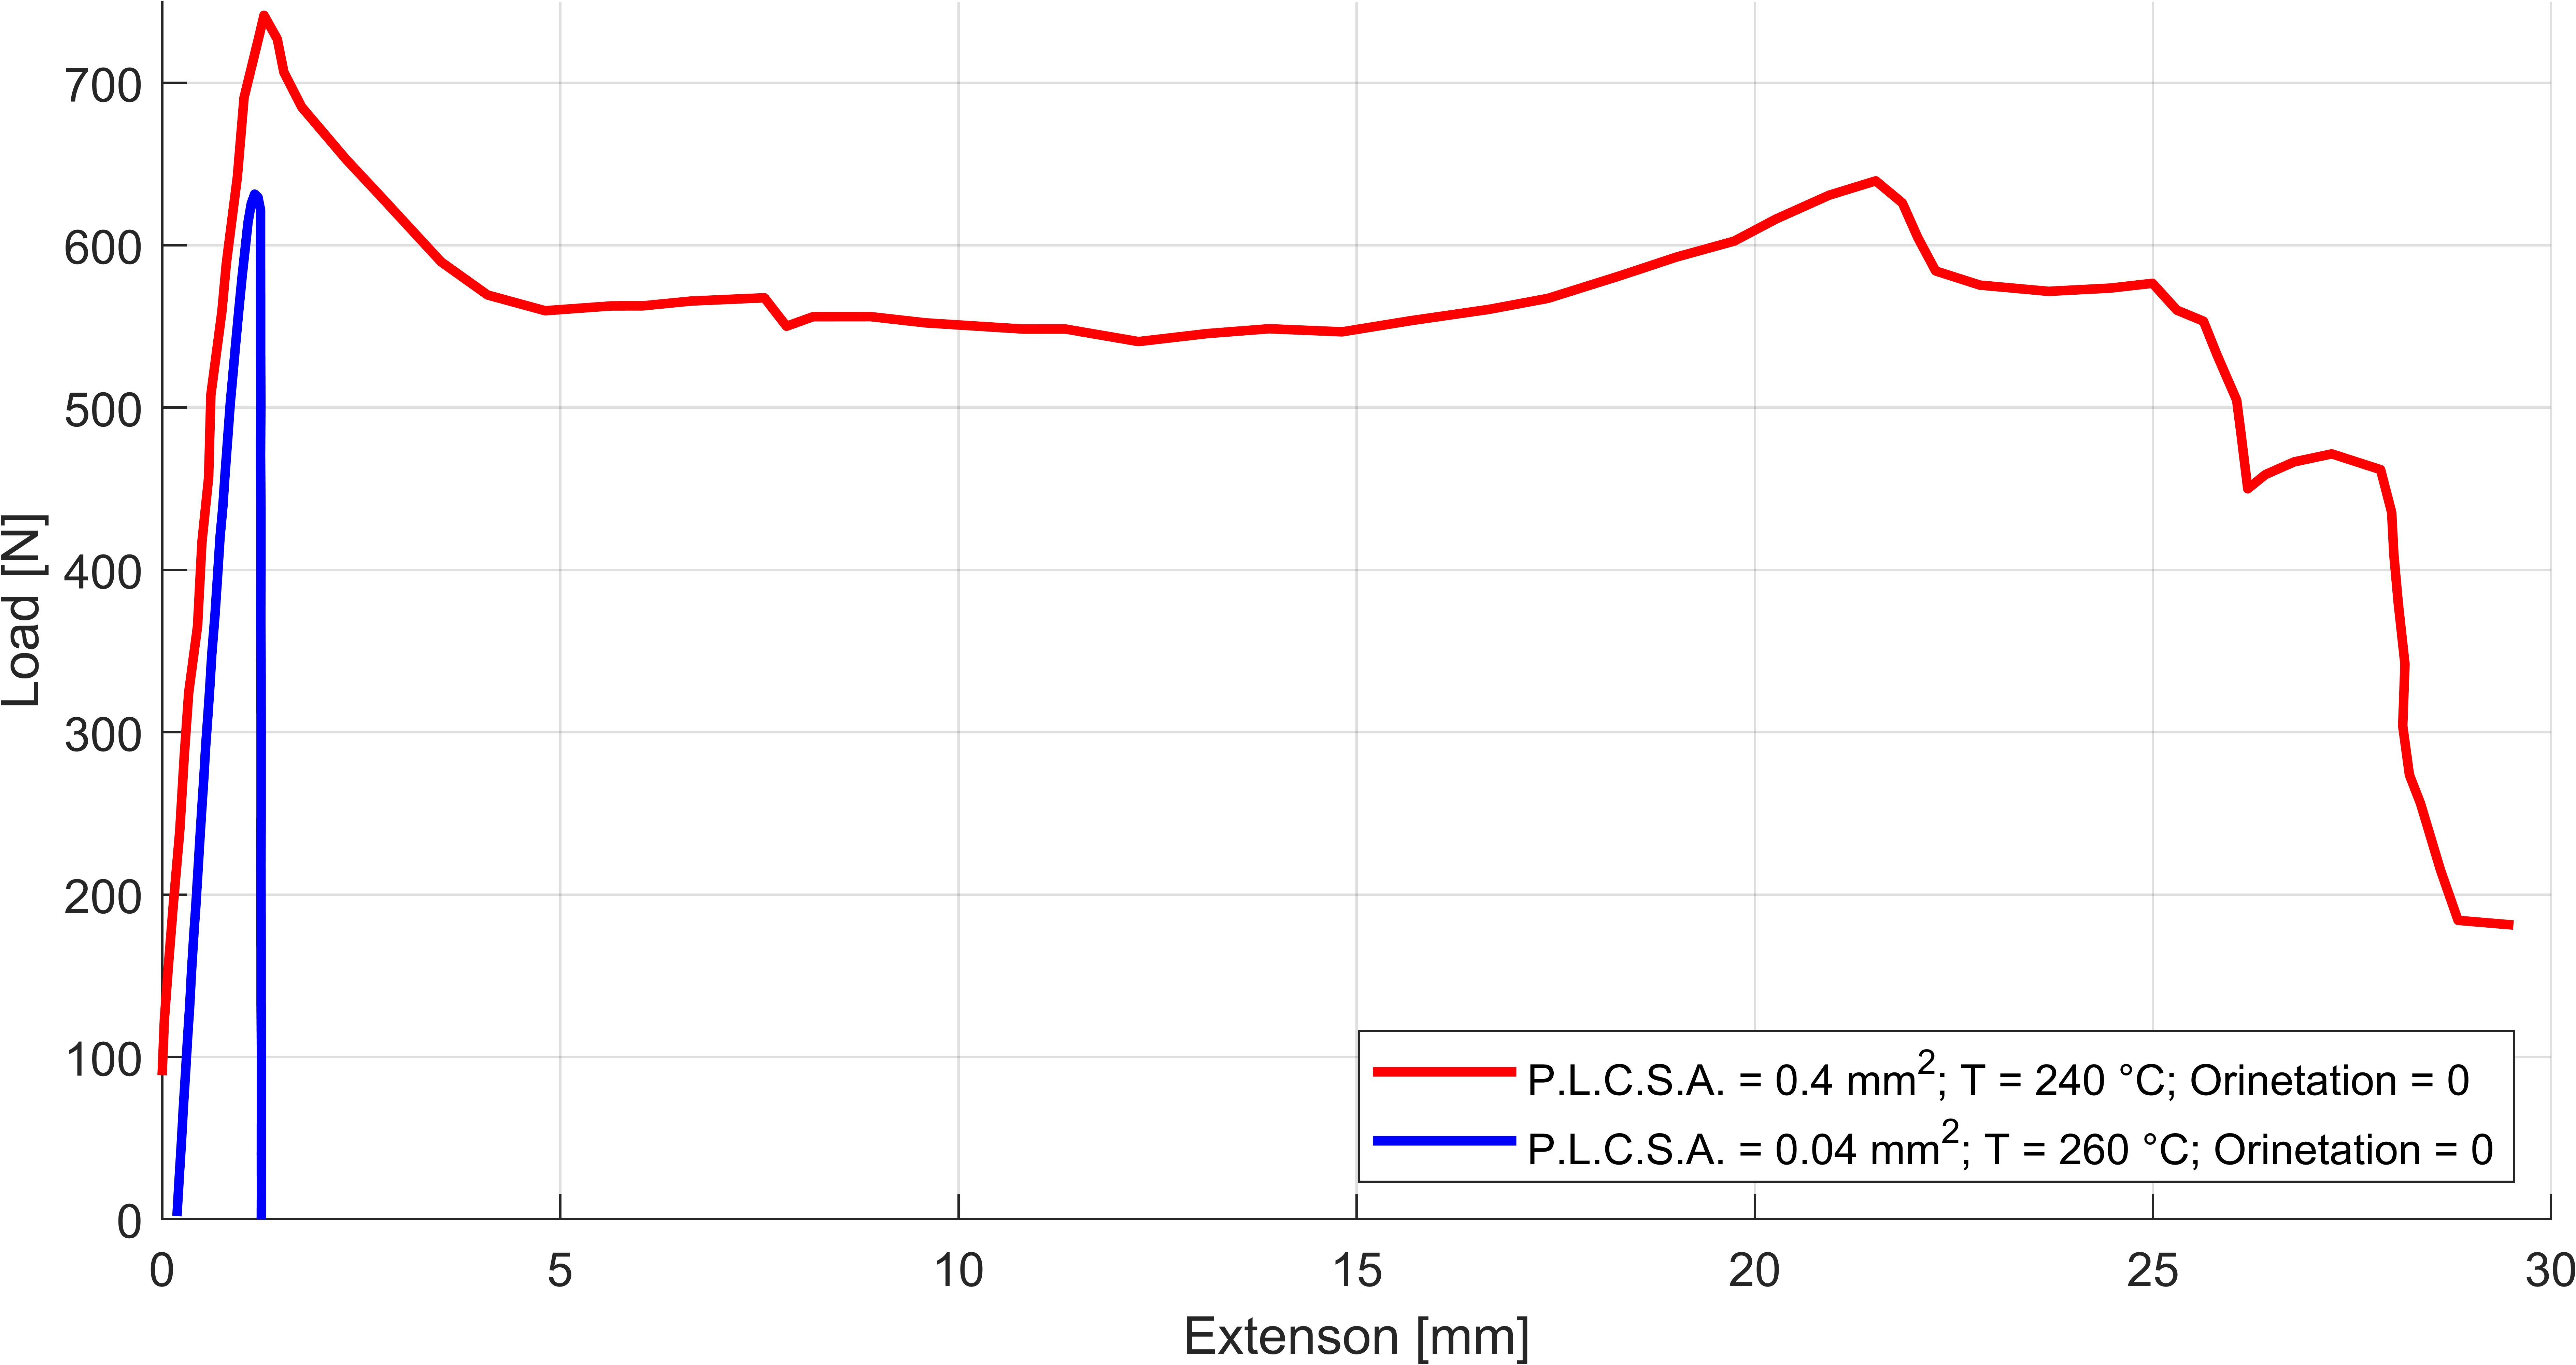 700
600
500
400
300
200
100
0
Load [N]
0 5 10 15 20 25 30
Extenson [mm]
P.L.C.S.A. = 0.4 mm²; T = 240 °C; Orinetation = 0
P.L.C.S.A. = 0.04 mm²; T = 260 °C; Orinetation = 0